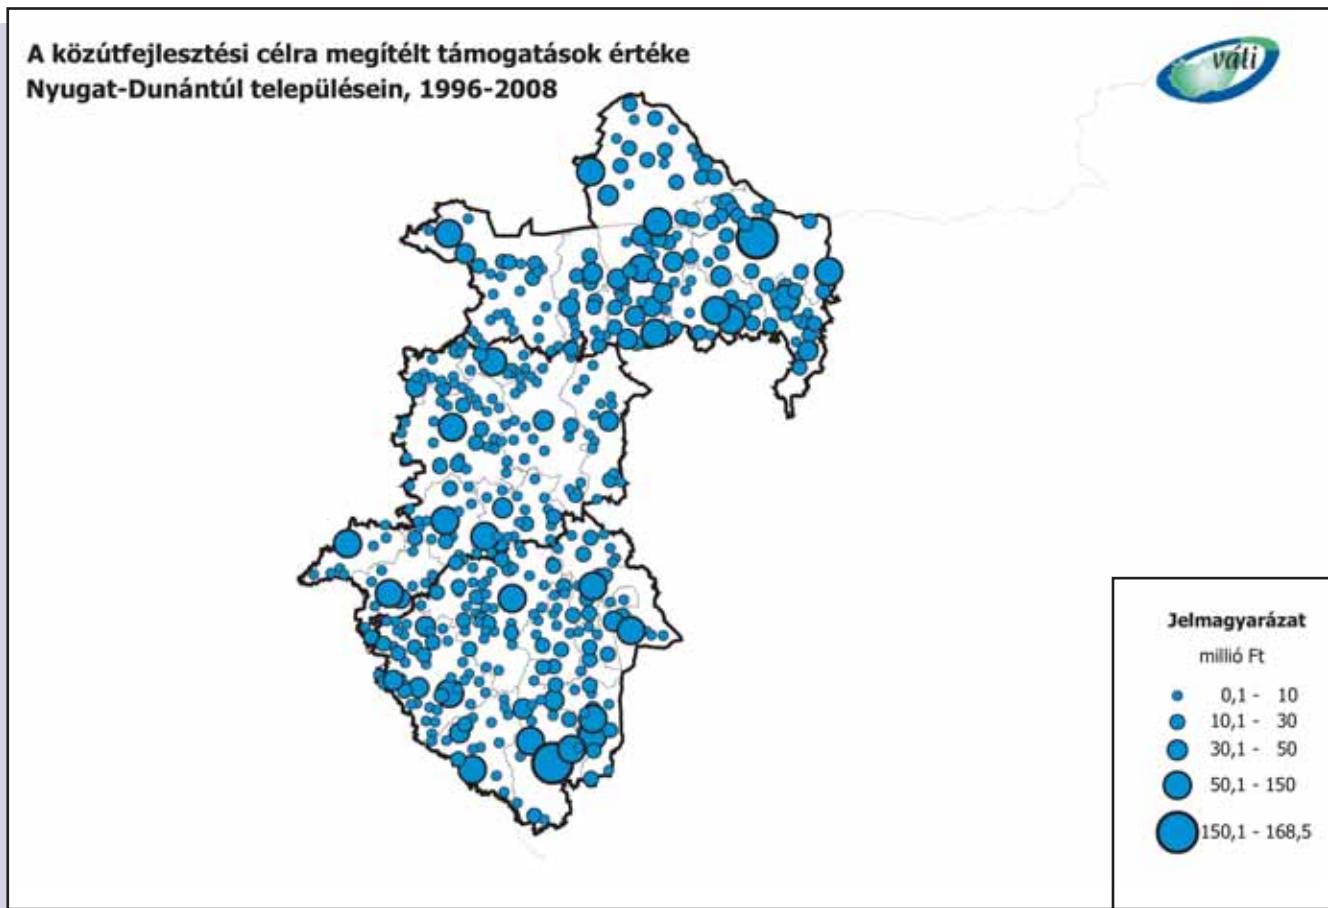 A közútfejlesztési célra megítélt támogatások értéke
Nyugat-Dunántúl településein, 1996-2008
váti
Jelmagyarázat
millió Ft
0,1 - 10
10,1 - 30
30,1 - 50
50,1 - 150
150,1 - 168,5